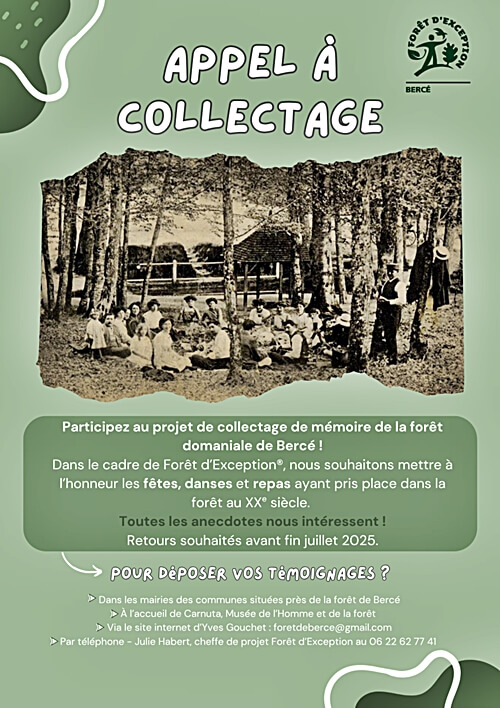 FORÊT D'EXCEPTION
BERCÉ
APPEL À
COLLECTAGE
Participez au projet de collectage de mémoire de la forêt
domaniale de Bercé !
Dans le cadre de Forêt d'Exception®, nous souhaitons mettre à
l'honneur les fêtes, danses et repas ayant pris place dans la
forêt au XXe siècle.
Toutes les anecdotes nous intéressent !
Retours souhaités avant fin juillet 2025.
POUR DÉPOSER VOS TÉMOIGNAGES ?
Dans les mairies des communes situées près de la forêt de Bercé
À l'accueil de Carnuta, Musée de l'Homme et de la forêt
Via le site internet d'Yves Gouchet : foretdeberce@gmail.com
Par téléphone - Julie Habert, cheffe de projet Forêt d'Exception au 06 22 62 77 41